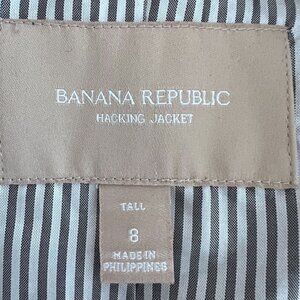 BANANA REPUBLIC
HACKING JACKET
TALL
8
MADE IN
PHILIPPINES